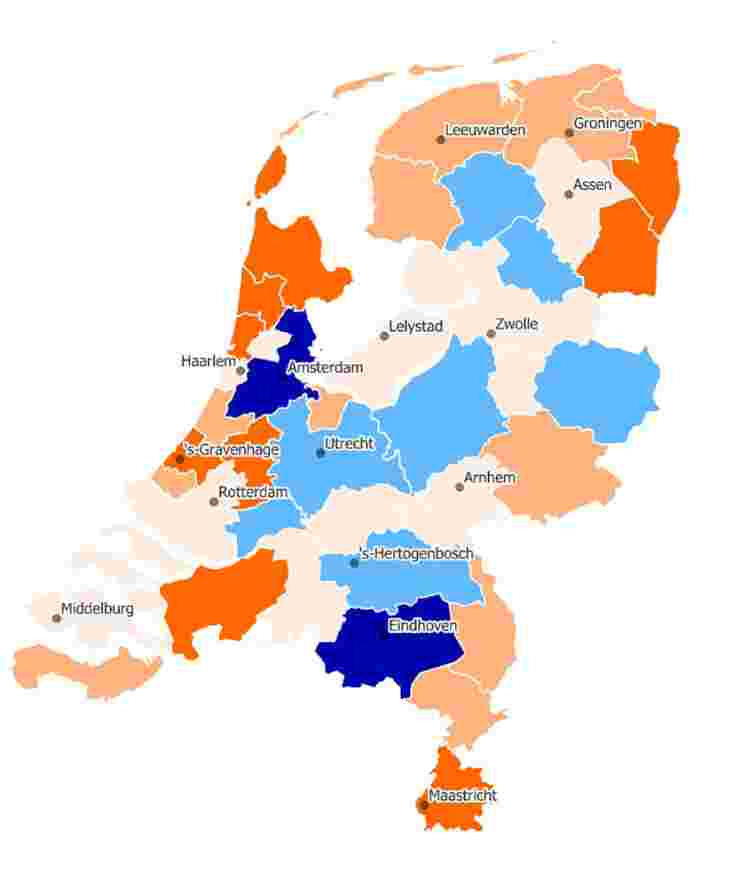 Leeuwarden
Groningen
Assen
Lelystad
Zwolle
Haarlem
Amsterdam
's-Gravenhage
Utrecht
Rotterdam
Arnhem
's-Hertogenbosch
Middelburg
Eindhoven
Maastricht